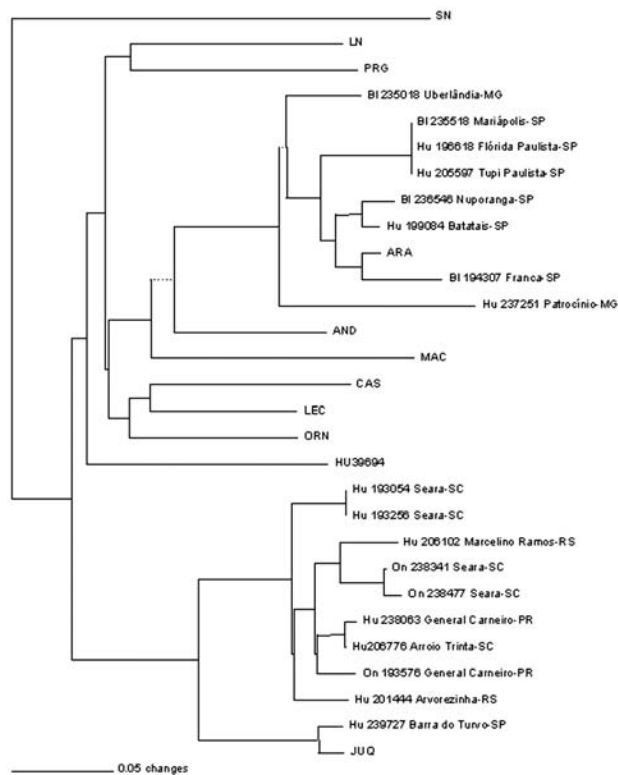 SN
LN
PRG
BI 235018 Uberlândia-MG
BI 235518 Mariápolis-SP
Hu 196618 Flórida Paulista-SP
Hu 205597 Tupi Paulista-SP
BI 236546 Nuporanga-SP
Hu 199084 Batatais-SP
ARA
BI 194307 Franca-SP
Hu 237251 Patrocínio-MG
AND
MAC
CAS
LEC
ORN
HU39694
Hu 193054 Seara-SC
Hu 193256 Seara-SC
Hu 206102 Marcelino Ramos-RS
On 238341 Seara-SC
On 238477 Seara-SC
Hu 238063 General Carneiro-PR
Hu206776 Arroio Trinta-SC
On 193576 General Carneiro-PR
Hu 201444 Arvorezinha-RS
Hu 239727 Barra do Turvo-SP
JUQ
0.05 changes